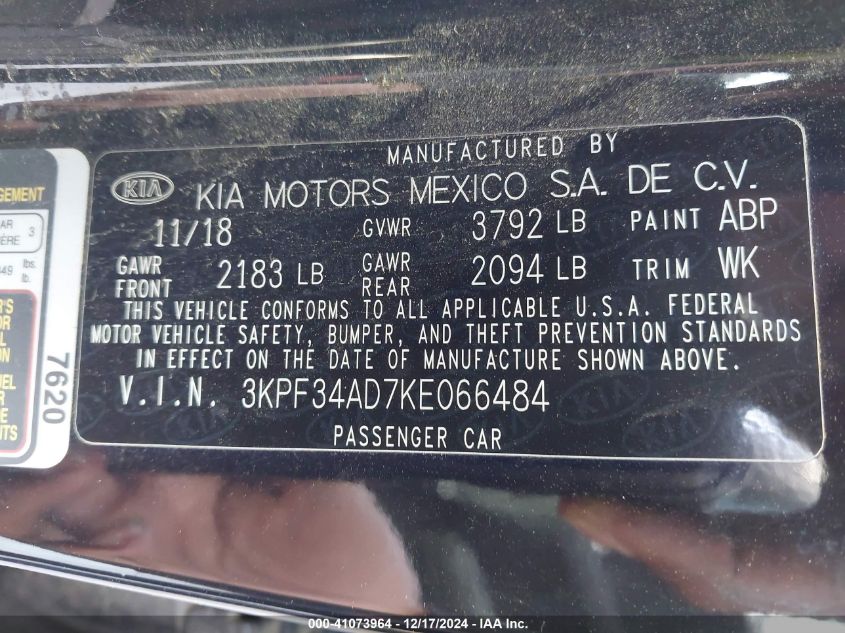 MANUFACTURED BY
KIA KIA MOTORS MEXICO S.A. DE C.V.
11/18 GVWR 3792 LB PAINT ABP
GAWR FRONT 2183 LB GAWR REAR 2094 LB TRIM WK
THIS VEHICLE CONFORMS TO ALL APPLICABLE U.S.A. FEDERAL
MOTOR VEHICLE SAFETY, BUMPER, AND THEFT PREVENTION STANDARDS
IN EFFECT ON THE DATE OF MANUFACTURE SHOWN ABOVE.
V.I.N. 3KPF34AD7KE066484
PASSENGER CAR
7620
3
lbs.
lb.
000-41073964 - 12/17/2024 - IAA Inc.